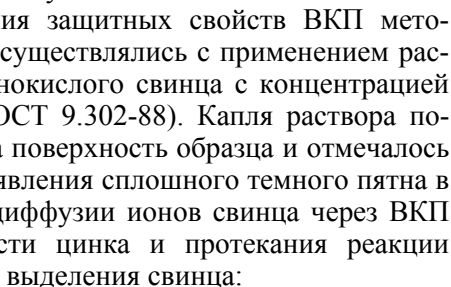 ия защитных свойств ВКП мето-
существлялись с применением рас-
нокислого свинца с концентрацией
ОСТ 9.302-88). Капля раствора по-
а поверхность образца и отмечалось
явления сплошного темного пятна в
диффузии ионов свинца через ВКП
сти цинка и протекания реакции
выделения свинца: